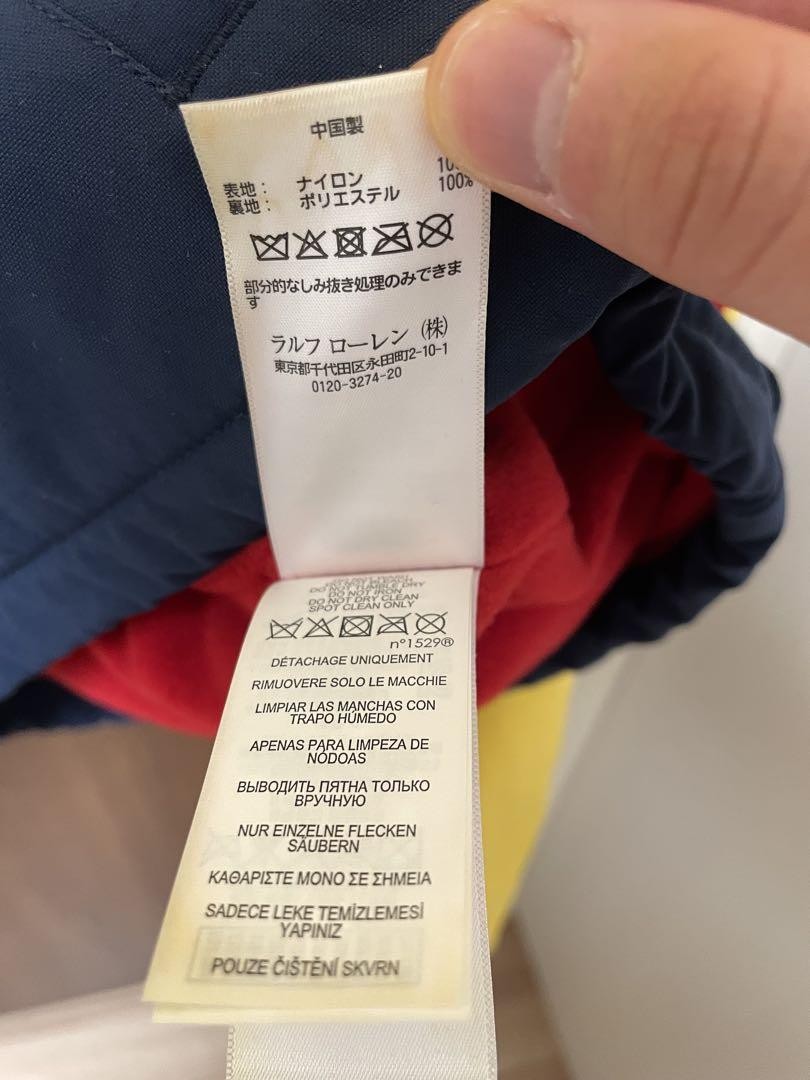 中国製
表地: ナイロン
裏地: ポリエステル 100%
部分的なしみ抜き処理のみできま
す
ラルフ ローレン (株)
東京都千代田区永田町2-10-1
0120-3274-20
DO NOT TUMBLE DRY
DO NOT IRON
DO NOT DRY CLEAN
SPOT CLEAN ONLY
n°1529®
DÉTACHAGE UNIQUEMENT
RIMUOVERE SOLO LE MACCHIE
LIMPIAR LAS MANCHAS CON
TRAPO HÚMEDO
APENAS PARA LIMPEZA DE
NÓDOAS
ВЫВОДИТЬ ПЯТНА ТОЛЬКО
ВРУЧНУЮ
NUR EINZELNE FLECKEN
SÄUBERN
ΚΑΘΑΡΙΣΤΕ ΜΟΝΟ ΣΕ ΣΗΜΕΙΑ
SADECE LEKE TEMİZLEMESİ
YAPINIZ
POUZE ČIŠTĚNÍ SKVRN